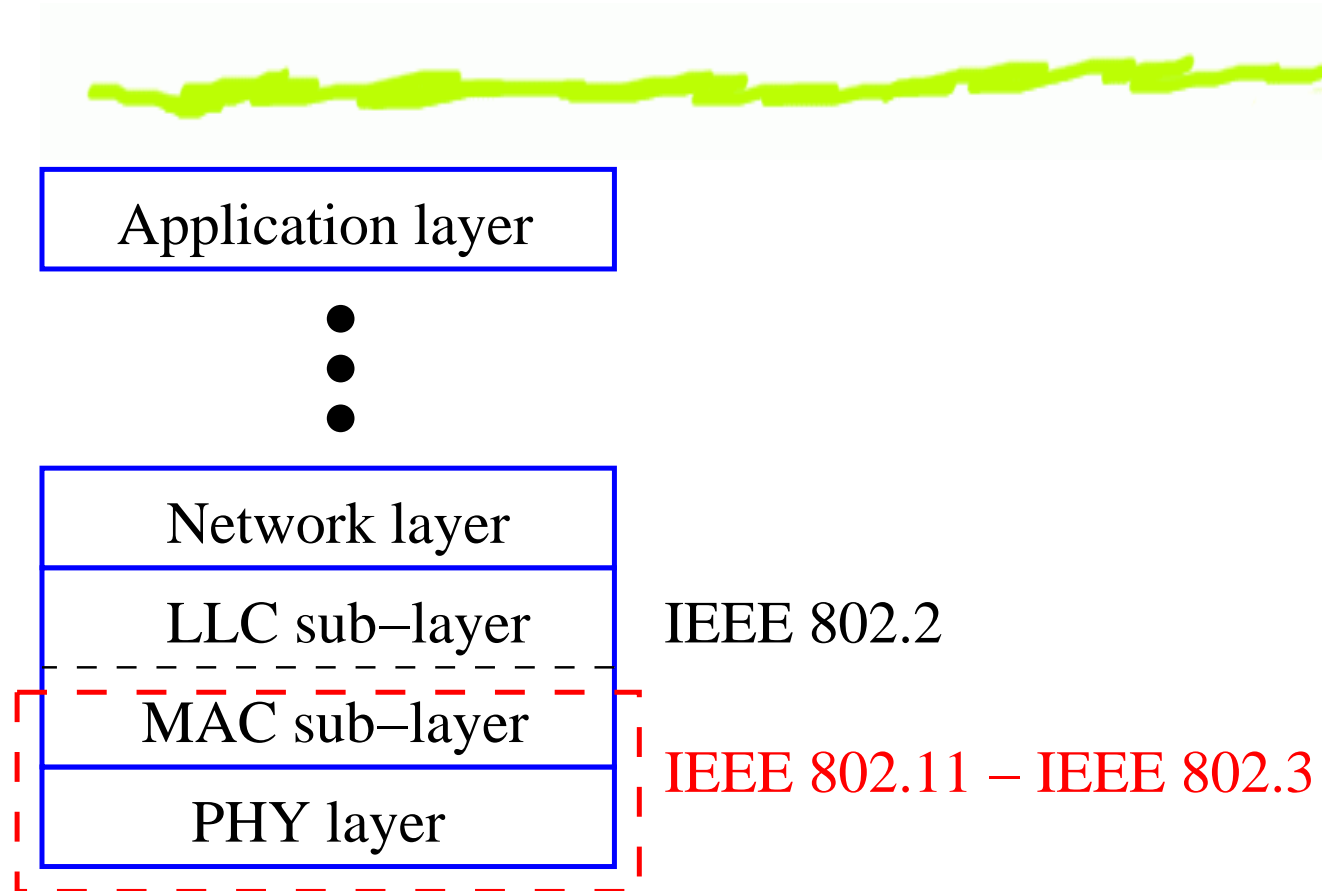 Application layer
Network layer
LLC sub−layer
IEEE 802.2
MAC sub−layer
IEEE 802.11 – IEEE 802.3
PHY layer